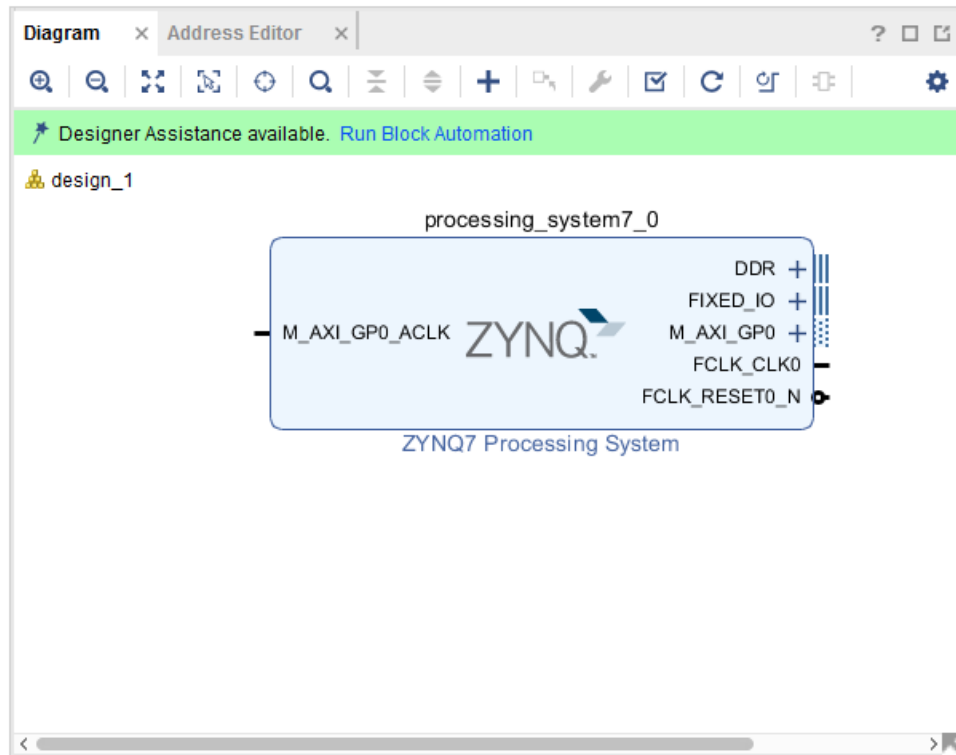 Diagram × Address Editor ×
Designer Assistance available. Run Block Automation
design_1
processing_system7_0
DDR
FIXED_IO
M_AXI_GP0_ACLK ZYNQ M_AXI_GP0
FCLK_CLK0
FCLK_RESET0_N
ZYNQ7 Processing System